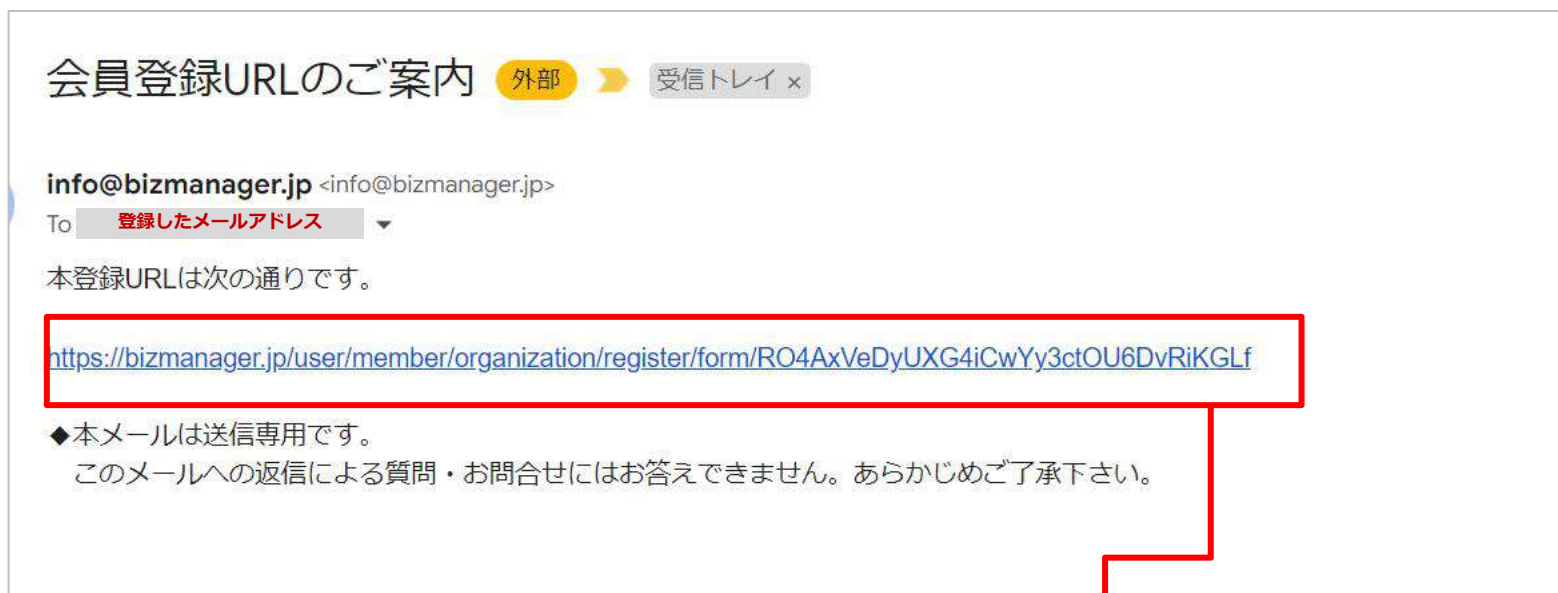 会員登録URLのご案内 外部 受信トレイ ×
info@bizmanager.jp <info@bizmanager.jp>
To 登録したメールアドレス
本登録URLは次の通りです。
https://bizmanager.jp/user/member/organization/register/form/RO4AxVeDyUXG4iCwYy3ctOU6DvRiKGLf
◆本メールは送信専用です。
このメールへの返信による質問・お問合せにはお答えできません。あらかじめご了承下さい。